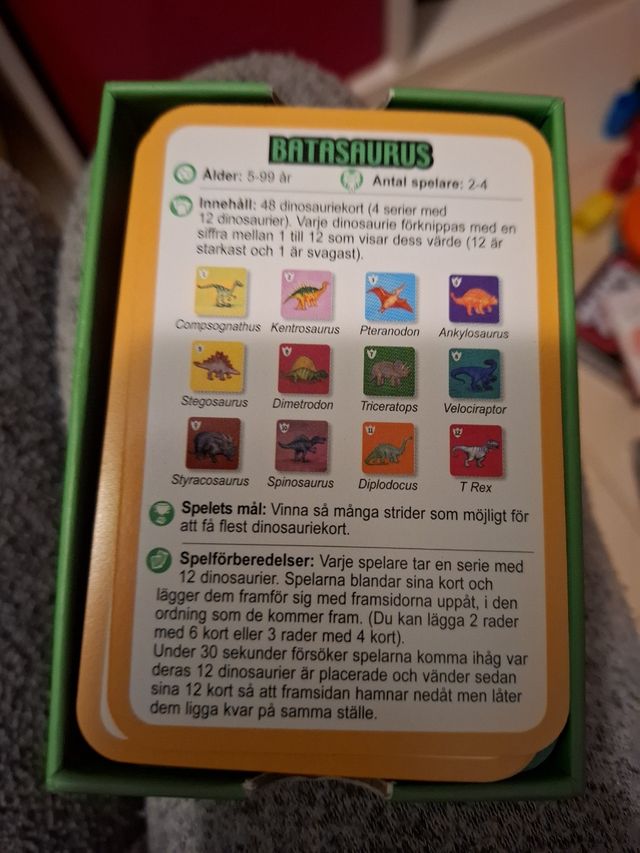 BATASAURUS
Ålder: 5-99 år
Antal spelare: 2-4
Innehåll: 48 dinosauriekort (4 serier med
12 dinosaurier). Varje dinosaurie förknippas med en
siffra mellan 1 till 12 som visar dess värde (12 är
starkast och 1 är svagast).
Compsognathus Kentrosaurus Pteranodon Ankylosaurus
Stegosaurus Dimetrodon Triceratops Velociraptor
Styracosaurus Spinosaurus Diplodocus T Rex
Spelets mål: Vinna så många strider som möjligt för
att få flest dinosauriekort.
Spelförberedelser: Varje spelare tar en serie med
12 dinosaurier. Spelarna blandar sina kort och
lägger dem framför sig med framsidorna uppåt, i den
ordning som de kommer fram. (Du kan lägga 2 rader
med 6 kort eller 3 rader med 4 kort).
Under 30 sekunder försöker spelarna komma ihåg var
deras 12 dinosaurier är placerade och vänder sedan
sina 12 kort så att framsidan hamnar nedåt men låter
dem ligga kvar på samma ställe.